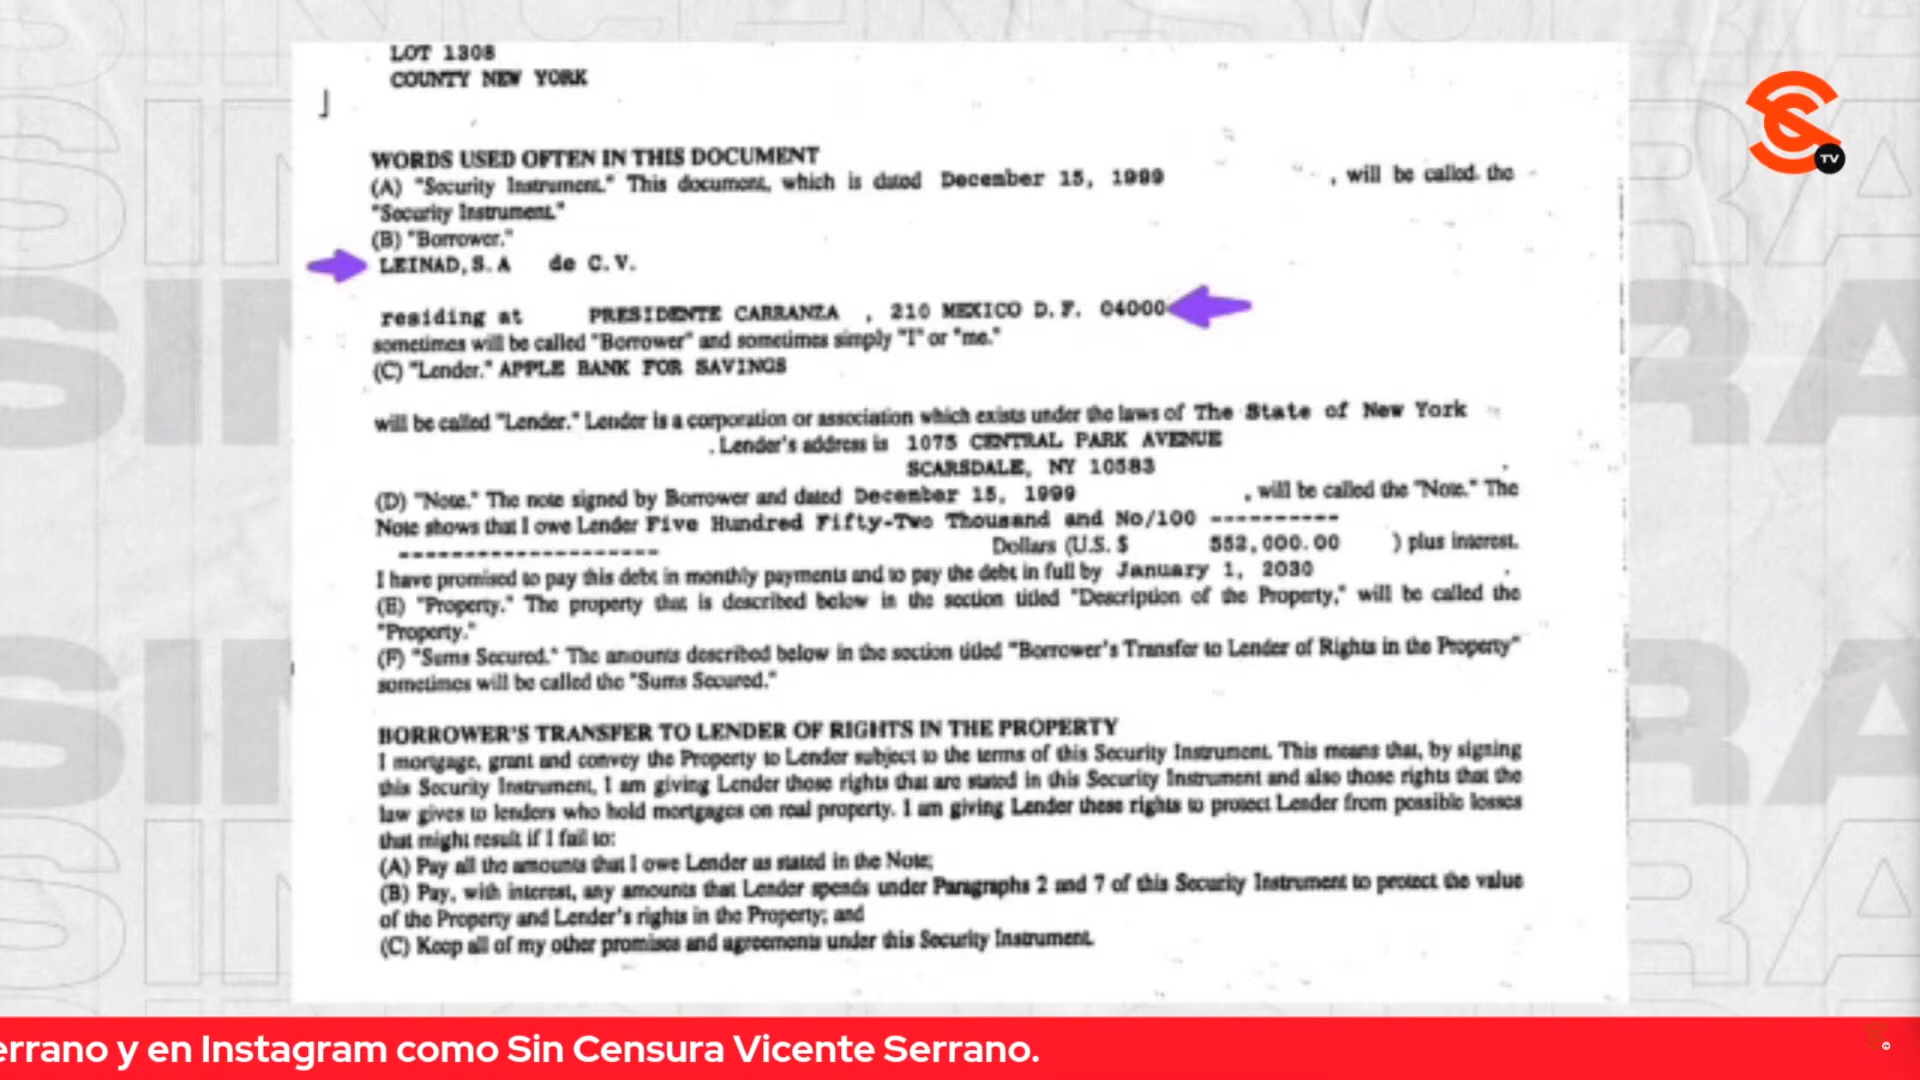 LOT 1308
COUNTY NEW YORK
TV
WORDS USED OFTEN IN THIS DOCUMENT
(A) "Security Instrument." This document, which is dated December 15, 1999 , will be called the
"Security Instrument."
(B) "Borrower."
LEINAD, S.A de C.V.
residing at PRESIDENTE CARRANZA , 210 MEXICO D.F. 04000
sometimes will be called "Borrower" and sometimes simply "I" or "me."
(C) "Lender." APPLE BANK FOR SAVINGS
will be called "Lender." Lender is a corporation or association which exists under the laws of The State of New York
. Lender's address is 1075 CENTRAL PARK AVENUE
SCARSDALE, NY 10583 .
(D) "Note." The note signed by Borrower and dated December 15, 1999 , will be called the "Note." The
Note shows that I owe Lender Five Hundred Fifty-Two Thousand and No/100 ----------
-------------------- Dollars (U.S. $ 552,000.00 ) plus interest.
I have promised to pay this debt in monthly payments and to pay the debt in full by January 1, 2030 .
(E) "Property." The property that is described below in the section titled "Description of the Property," will be called the
"Property."
(F) "Sums Secured." The amounts described below in the section titled "Borrower's Transfer to Lender of Rights in the Property"
sometimes will be called the "Sums Secured."
BORROWER'S TRANSFER TO LENDER OF RIGHTS IN THE PROPERTY
I mortgage, grant and convey the Property to Lender subject to the terms of this Security Instrument. This means that, by signing
this Security Instrument, I am giving Lender those rights that are stated in this Security Instrument and also those rights that the
law gives to lenders who hold mortgages on real property. I am giving Lender these rights to protect Lender from possible losses
that might result if I fail to:
(A) Pay all the amounts that I owe Lender as stated in the Note;
(B) Pay, with interest, any amounts that Lender spends under Paragraphs 2 and 7 of this Security Instrument to protect the value
of the Property and Lender's rights in the Property; and
(C) Keep all of my other promises and agreements under this Security Instrument.
errano y en Instagram como Sin Censura Vicente Serrano.